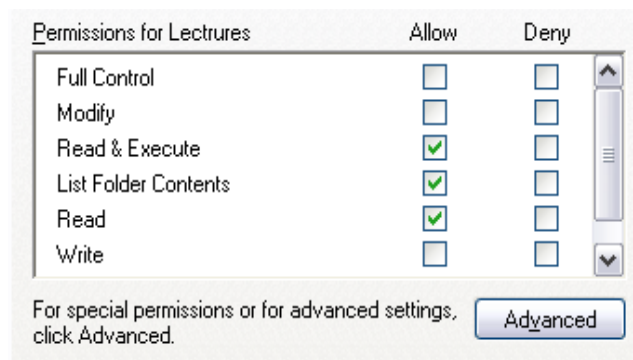 Permissions for Lectrures Allow Deny
Full Control
Modify
Read & Execute
List Folder Contents
Read
Write
For special permissions or for advanced settings, Advanced
click Advanced.